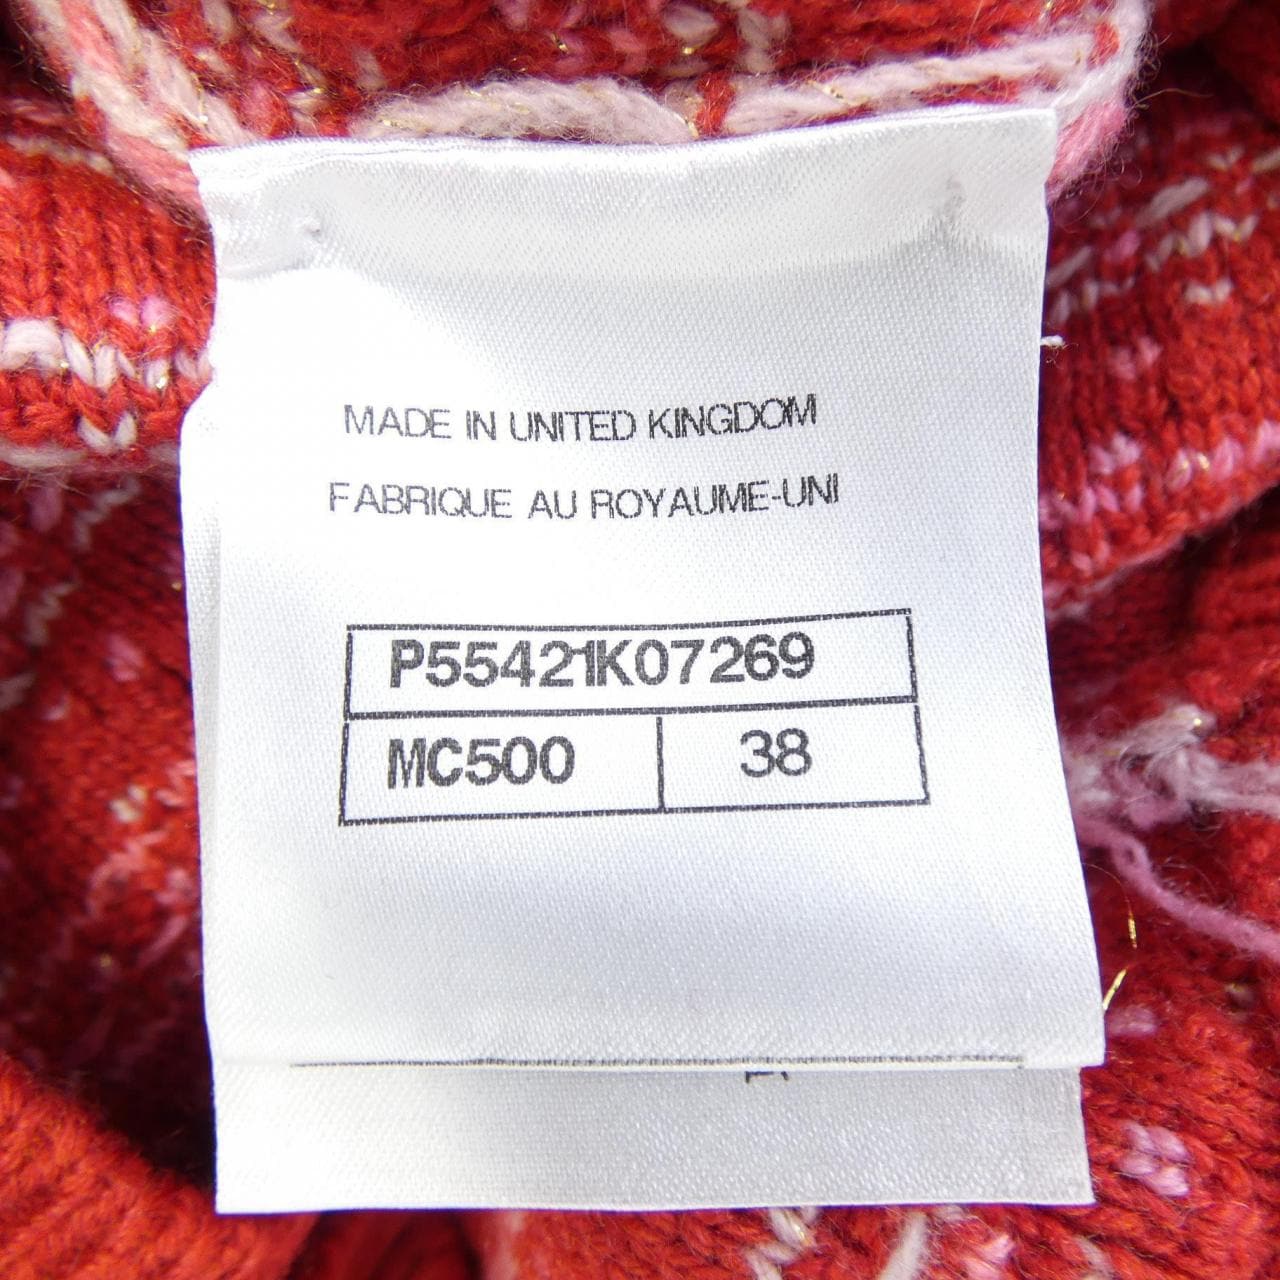 MADE IN UNITED KINGDOM
FABRIQUE AU ROYAUME-UNI
P55421K07269
MC500 38